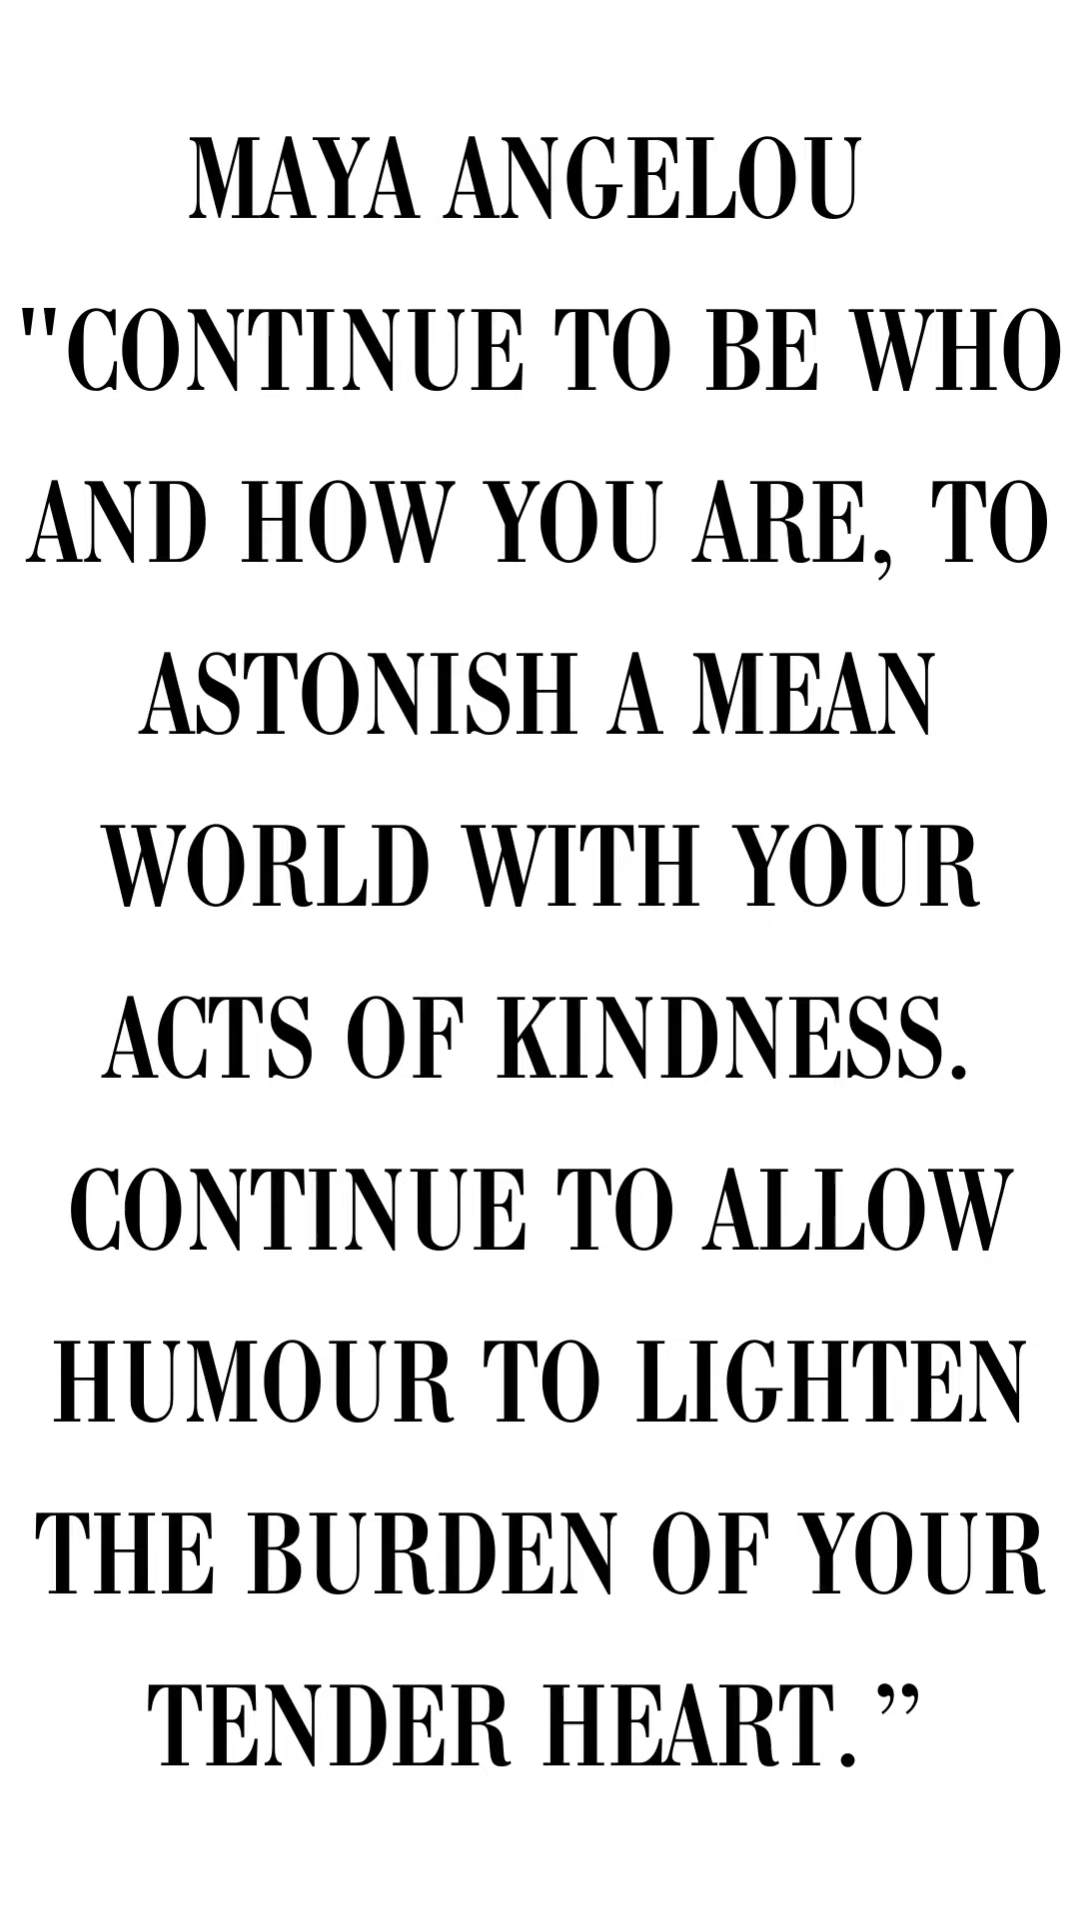 MAYA ANGELOU
"CONTINUE TO BE WHO
AND HOW YOU ARE, TO
ASTONISH A MEAN
WORLD WITH YOUR
ACTS OF KINDNESS.
CONTINUE TO ALLOW
HUMOUR TO LIGHTEN
THE BURDEN OF YOUR
TENDER HEART.”